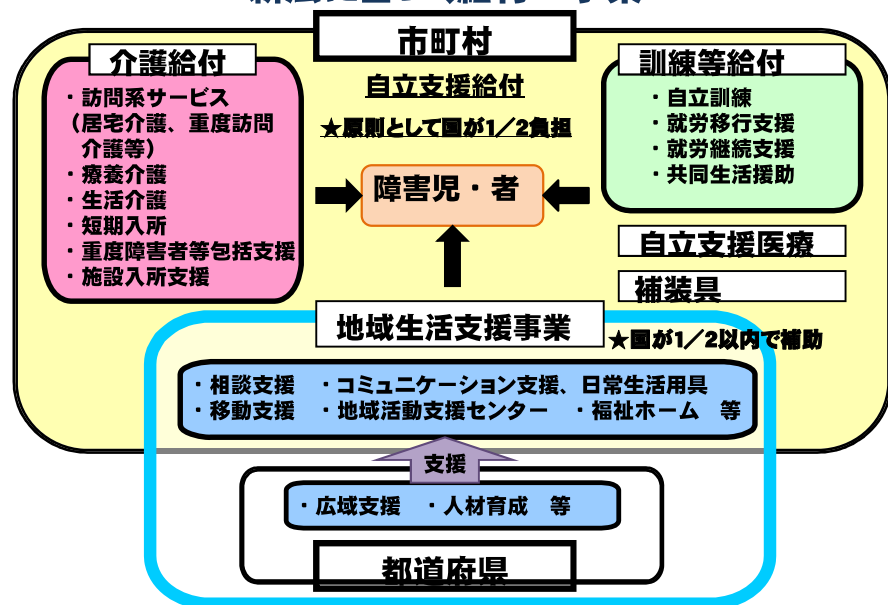 市町村
介護給付
・訪問系サービス
（居宅介護、重度訪問
介護等）
・療養介護
・生活介護
・短期入所
・重度障害者等包括支援
・施設入所支援
自立支援給付
★原則として国が1／2負担
障害児・者
訓練等給付
・自立訓練
・就労移行支援
・就労継続支援
・共同生活援助
自立支援医療
補装具
地域生活支援事業
★国が1／2以内で補助
・相談支援　・コミュニケーション支援、日常生活用具
・移動支援　・地域活動支援センター　・福祉ホーム　等
支援
・広域支援　・人材育成　等
都道府県